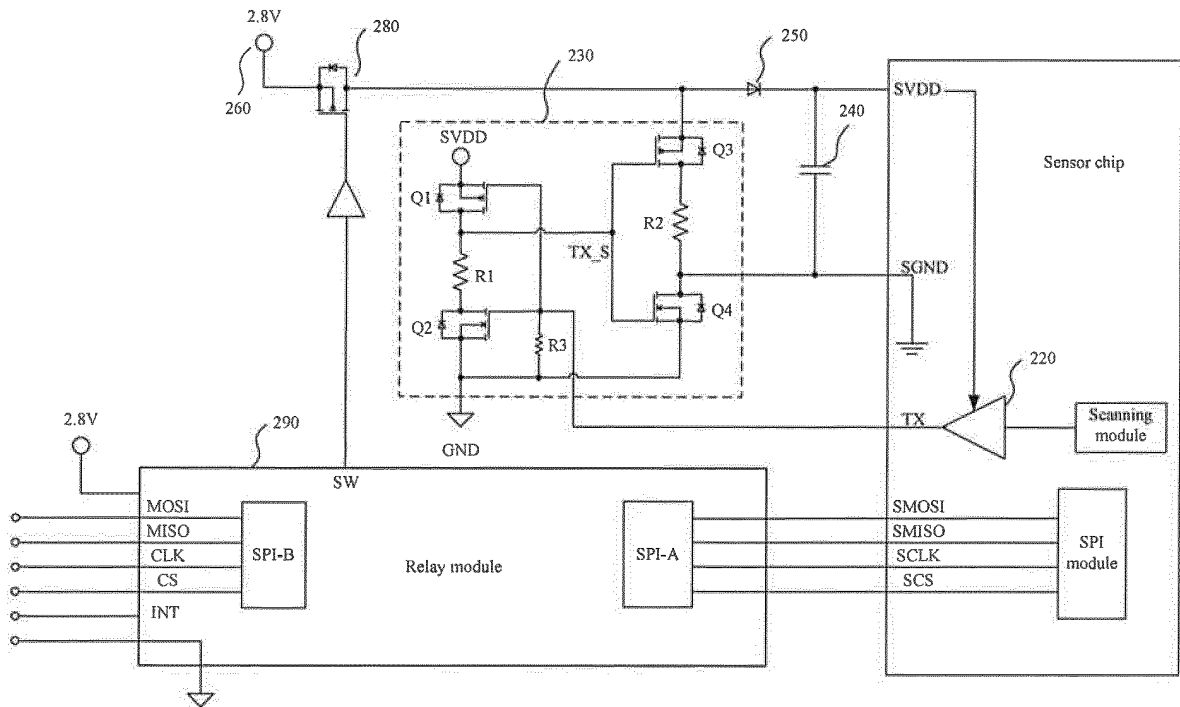 2.8V
280
260
230
250
SVDD
240
Sensor chip
SVDD
Q1
Q3
R2
TX_S
R1
SGND
Q2
Q4
R3
220
TX
Scanning
module
GND
2.8V
290
SW
MOSI
MISO
CLK
CS
INT
SPI-B
Relay module
SPI-A
SMOSI
SMISO
SCLK
SCS
SPI
module